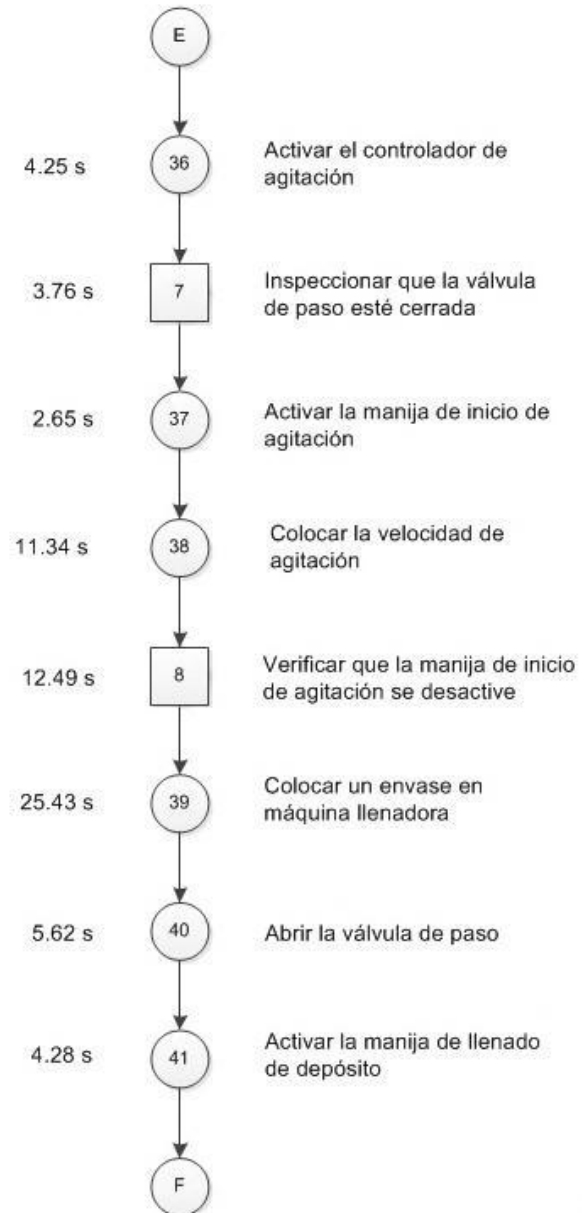 E
4.25 s
36
Activar el controlador de
agitación
3.76 s
7
Inspeccionar que la válvula
de paso esté cerrada
2.65 s
37
Activar la manija de inicio de
agitación
11.34 s
38
Colocar la velocidad de
agitación
12.49 s
8
Verificar que la manija de inicio
de agitación se desactive
25.43 s
39
Colocar un envase en
máquina llenadora
5.62 s
40
Abrir la válvula de paso
4.28 s
41
Activar la manija de llenado
de depósito
F